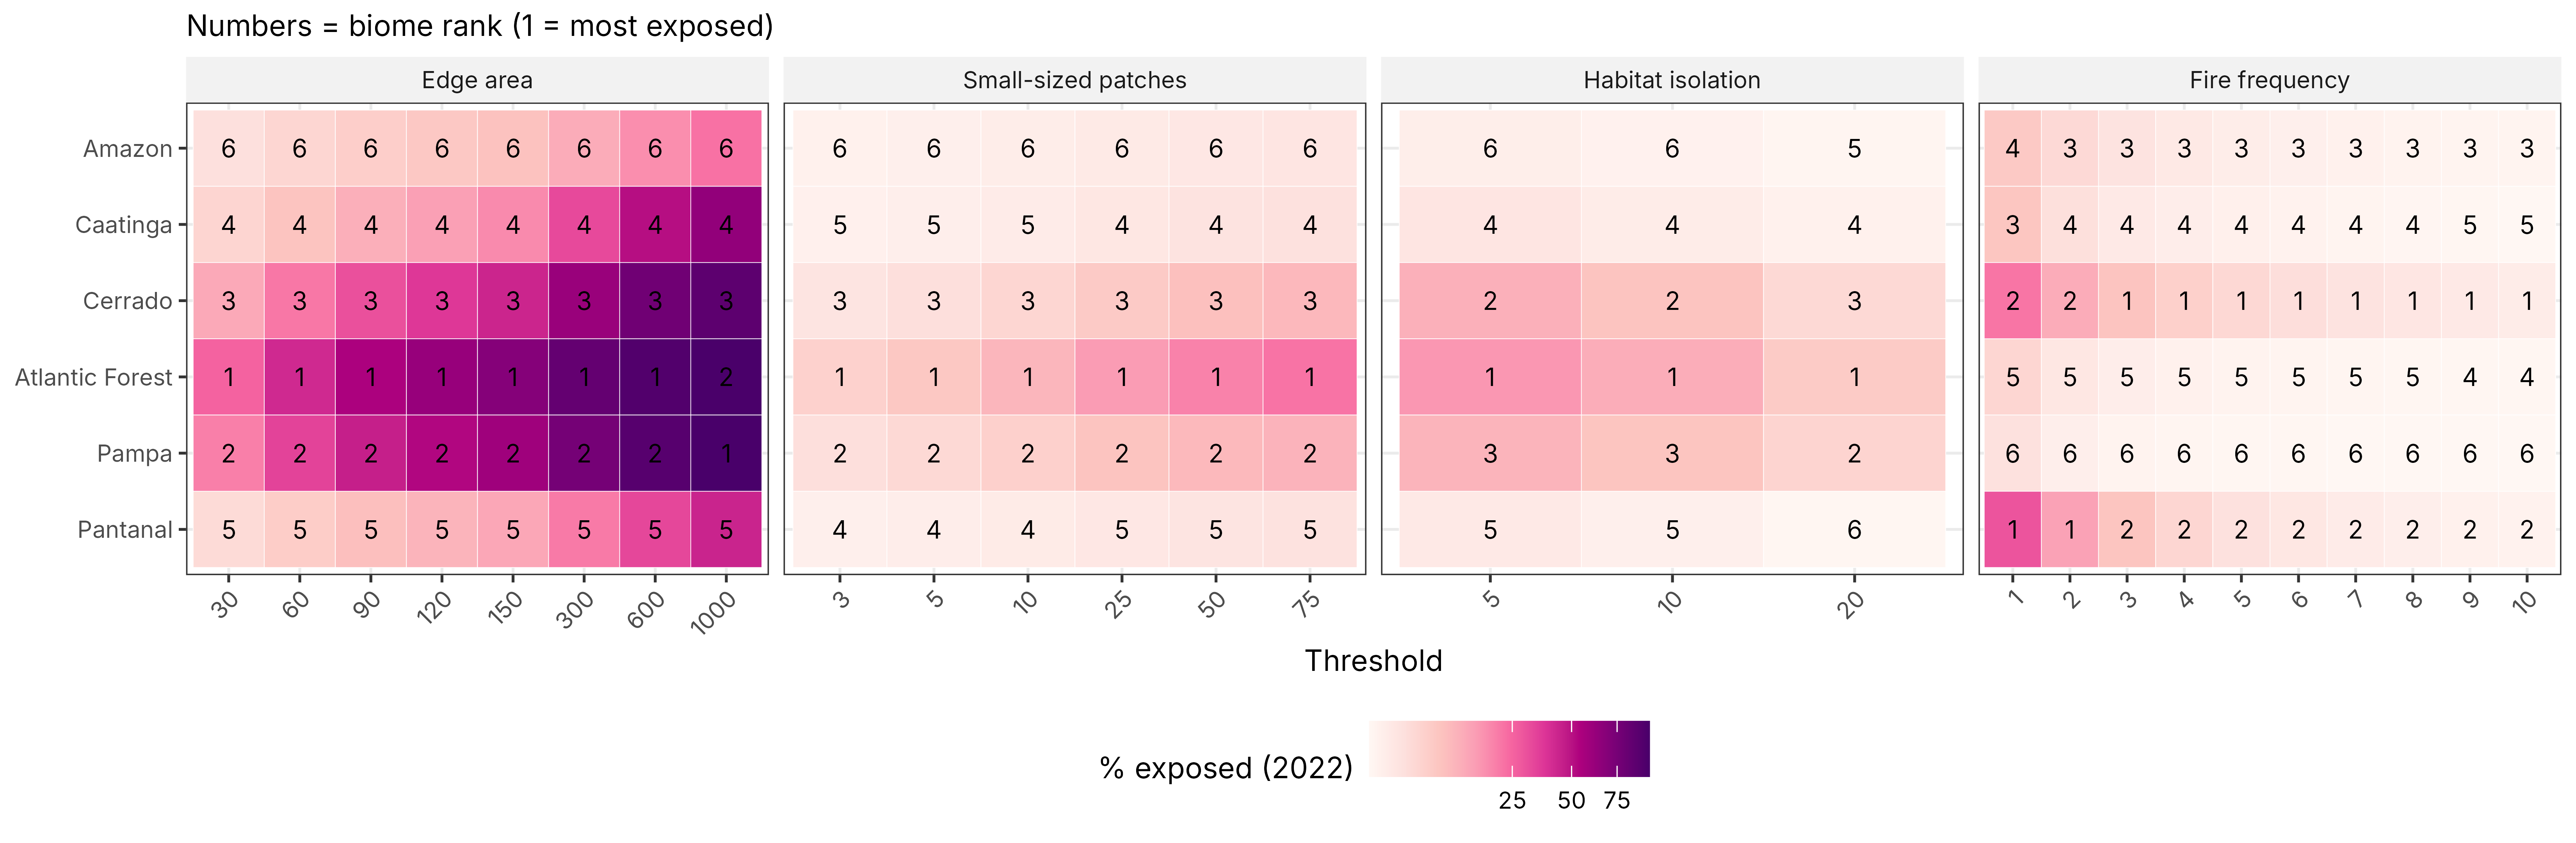 Numbers = biome rank (1 = most exposed)
Edge area Small-sized patches Habitat isolation Fire frequency
Amazon 6 6 6 6 6 6 6 6 6 6 6 6 6 6 6 6 5 4 3 3 3 3 3 3 3 3 3
Caatinga 4 4 4 4 4 4 4 4 5 5 5 4 4 4 4 4 4 3 4 4 4 4 4 4 4 5 5
Cerrado 3 3 3 3 3 3 3 3 3 3 3 3 3 3 2 2 3 2 2 1 1 1 1 1 1 1 1
Atlantic Forest 1 1 1 1 1 1 1 2 1 1 1 1 1 1 1 1 1 5 5 5 5 5 5 5 5 4 4
Pampa 2 2 2 2 2 2 2 1 2 2 2 2 2 2 3 3 2 6 6 6 6 6 6 6 6 6 6
Pantanal 5 5 5 5 5 5 5 5 4 4 4 5 5 5 5 5 6 1 1 2 2 2 2 2 2 2 2
30 60 90 120 150 300 600 1000 3 5 10 25 50 75 5 10 20 1 2 3 4 5 6 7 8 9 10
Threshold
% exposed (2022)
25 50 75